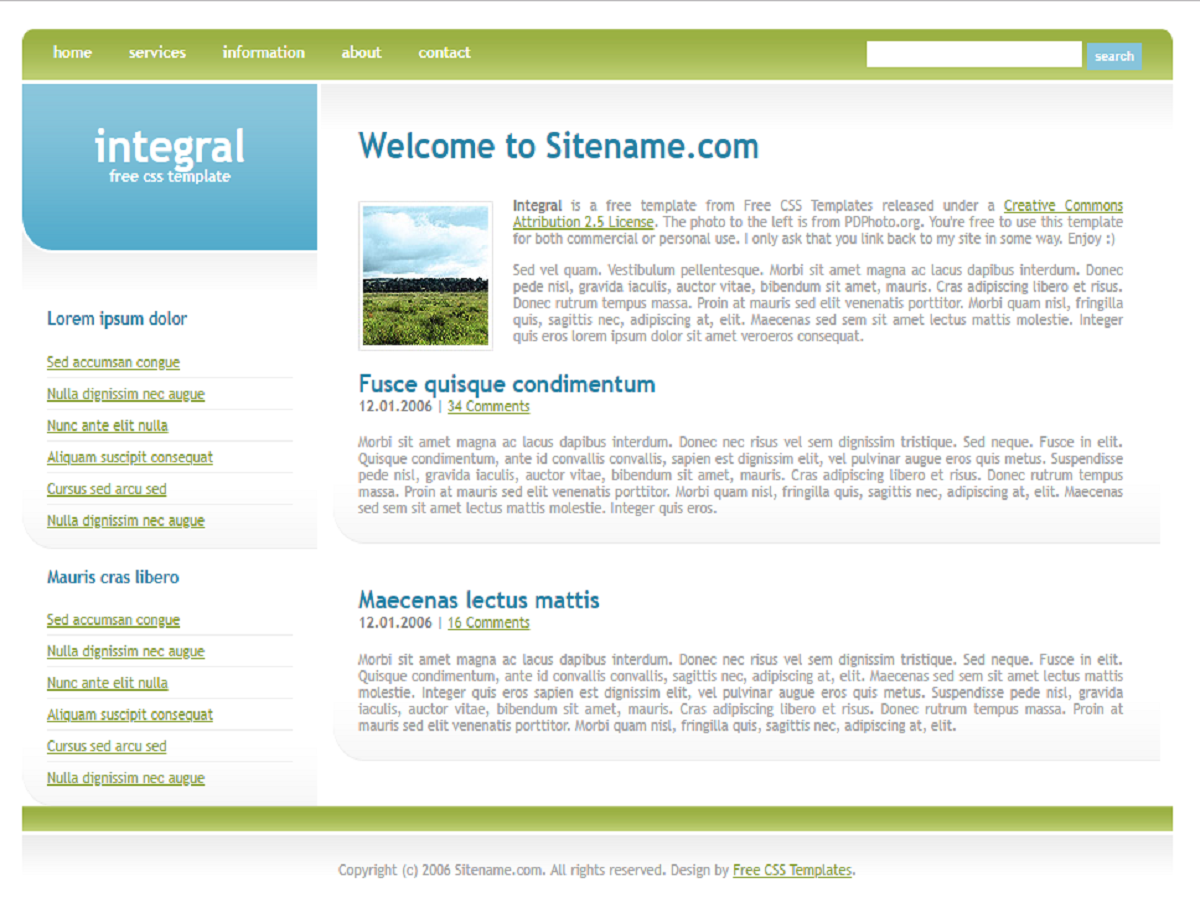 home services information about contact search
integral
free css template
Lorem ipsum dolor
Sed accumsan congue
Nulla dignissim nec augue
Nunc ante elit nulla
Aliquam suscipit consequat
Cursus sed arcu sed
Nulla dignissim nec augue
Mauris cras libero
Sed accumsan congue
Nulla dignissim nec augue
Nunc ante elit nulla
Aliquam suscipit consequat
Cursus sed arcu sed
Nulla dignissim nec augue
Welcome to Sitename.com
Integral is a free template from Free CSS Templates released under a Creative Commons
Attribution 2.5 License. The photo to the left is from PDPhoto.org. You're free to use this template
for both commercial or personal use. I only ask that you link back to my site in some way. Enjoy :)
Sed vel quam. Vestibulum pellentesque. Morbi sit amet magna ac lacus dapibus interdum. Donec
pede nisl, gravida iaculis, auctor vitae, bibendum sit amet, mauris. Cras adipiscing libero et risus.
Donec rutrum tempus massa. Proin at mauris sed elit venenatis porttitor. Morbi quam nisl, fringilla
quis, sagittis nec, adipiscing at, elit. Maecenas sed sem sit amet lectus mattis molestie. Integer
quis eros lorem ipsum dolor sit amet veroeros consequat.
Fusce quisque condimentum
12.01.2006 | 34 Comments
Morbi sit amet magna ac lacus dapibus interdum. Donec nec risus vel sem dignissim tristique. Sed neque. Fusce in elit.
Quisque condimentum, ante id convallis convallis, sapien est dignissim elit, vel pulvinar augue eros quis metus. Suspendisse
pede nisl, gravida iaculis, auctor vitae, bibendum sit amet, mauris. Cras adipiscing libero et risus. Donec rutrum tempus
massa. Proin at mauris sed elit venenatis porttitor. Morbi quam nisl, fringilla quis, sagittis nec, adipiscing at, elit. Maecenas
sed sem sit amet lectus mattis molestie. Integer quis eros.
Maecenas lectus mattis
12.01.2006 | 16 Comments
Morbi sit amet magna ac lacus dapibus interdum. Donec nec risus vel sem dignissim tristique. Sed neque. Fusce in elit.
Quisque condimentum, ante id convallis convallis, sagittis nec, adipiscing at, elit. Maecenas sed sem sit amet lectus mattis
molestie. Integer quis eros sapien est dignissim elit, vel pulvinar augue eros quis metus. Suspendisse pede nisl, gravida
iaculis, auctor vitae, bibendum sit amet, mauris. Cras adipiscing libero et risus. Donec rutrum tempus massa. Proin at
mauris sed elit venenatis porttitor. Morbi quam nisl, fringilla quis, sagittis nec, adipiscing at, elit.
Copyright (c) 2006 Sitename.com. All rights reserved. Design by Free CSS Templates.